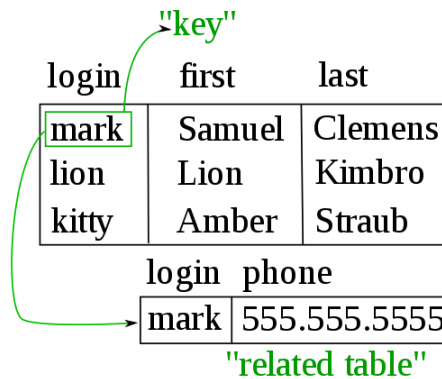 "key"
login first last
mark Samuel Clemens
lion Lion Kimbro
kitty Amber Straub
login phone
mark 555.555.5555
"related table"